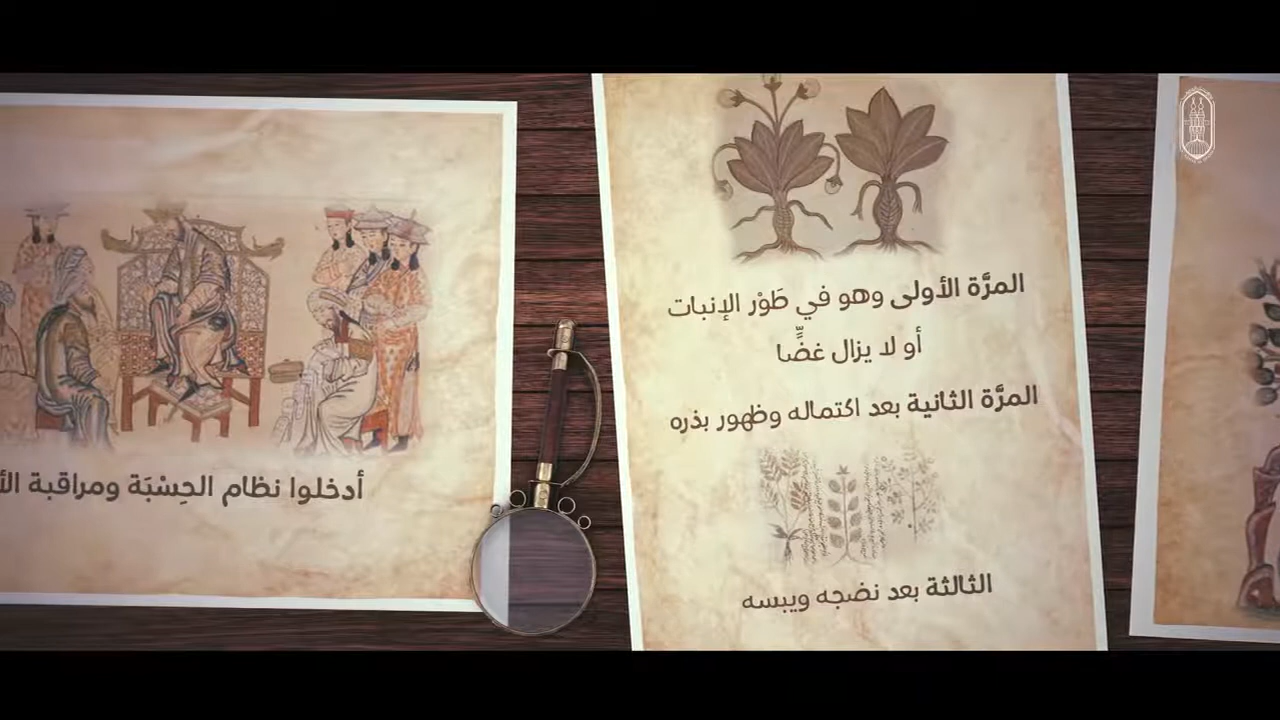 المرَّة الأولى وهو في طَوْر الإنبات
أو لا يزال غضًّا
المرَّة الثانية بعد اكتماله وظهور بذره
الثالثة بعد نضجه ويبسه
أدخلوا نظام الحِسْبَة ومراقبة